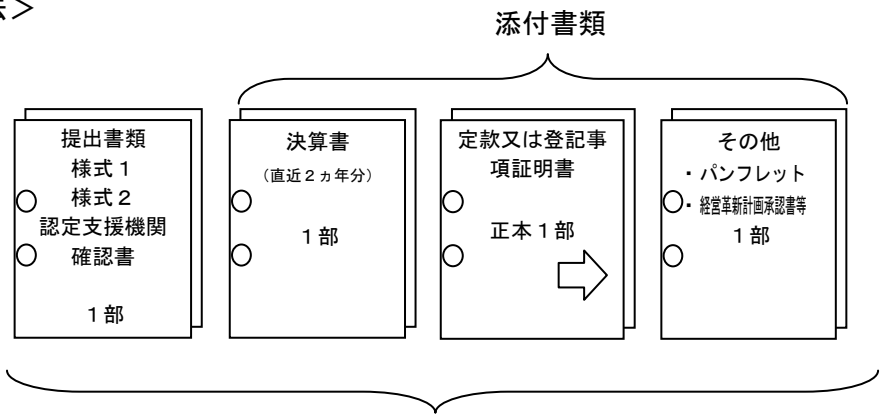 ＞
添付書類
提出書類
様式１
様式２
認定支援機関
確認書
１部
決算書
（直近２ヵ年分）
１部
定款又は登記事
項証明書
正本１部
その他
・パンフレット
・経営革新計画承認書等
１部